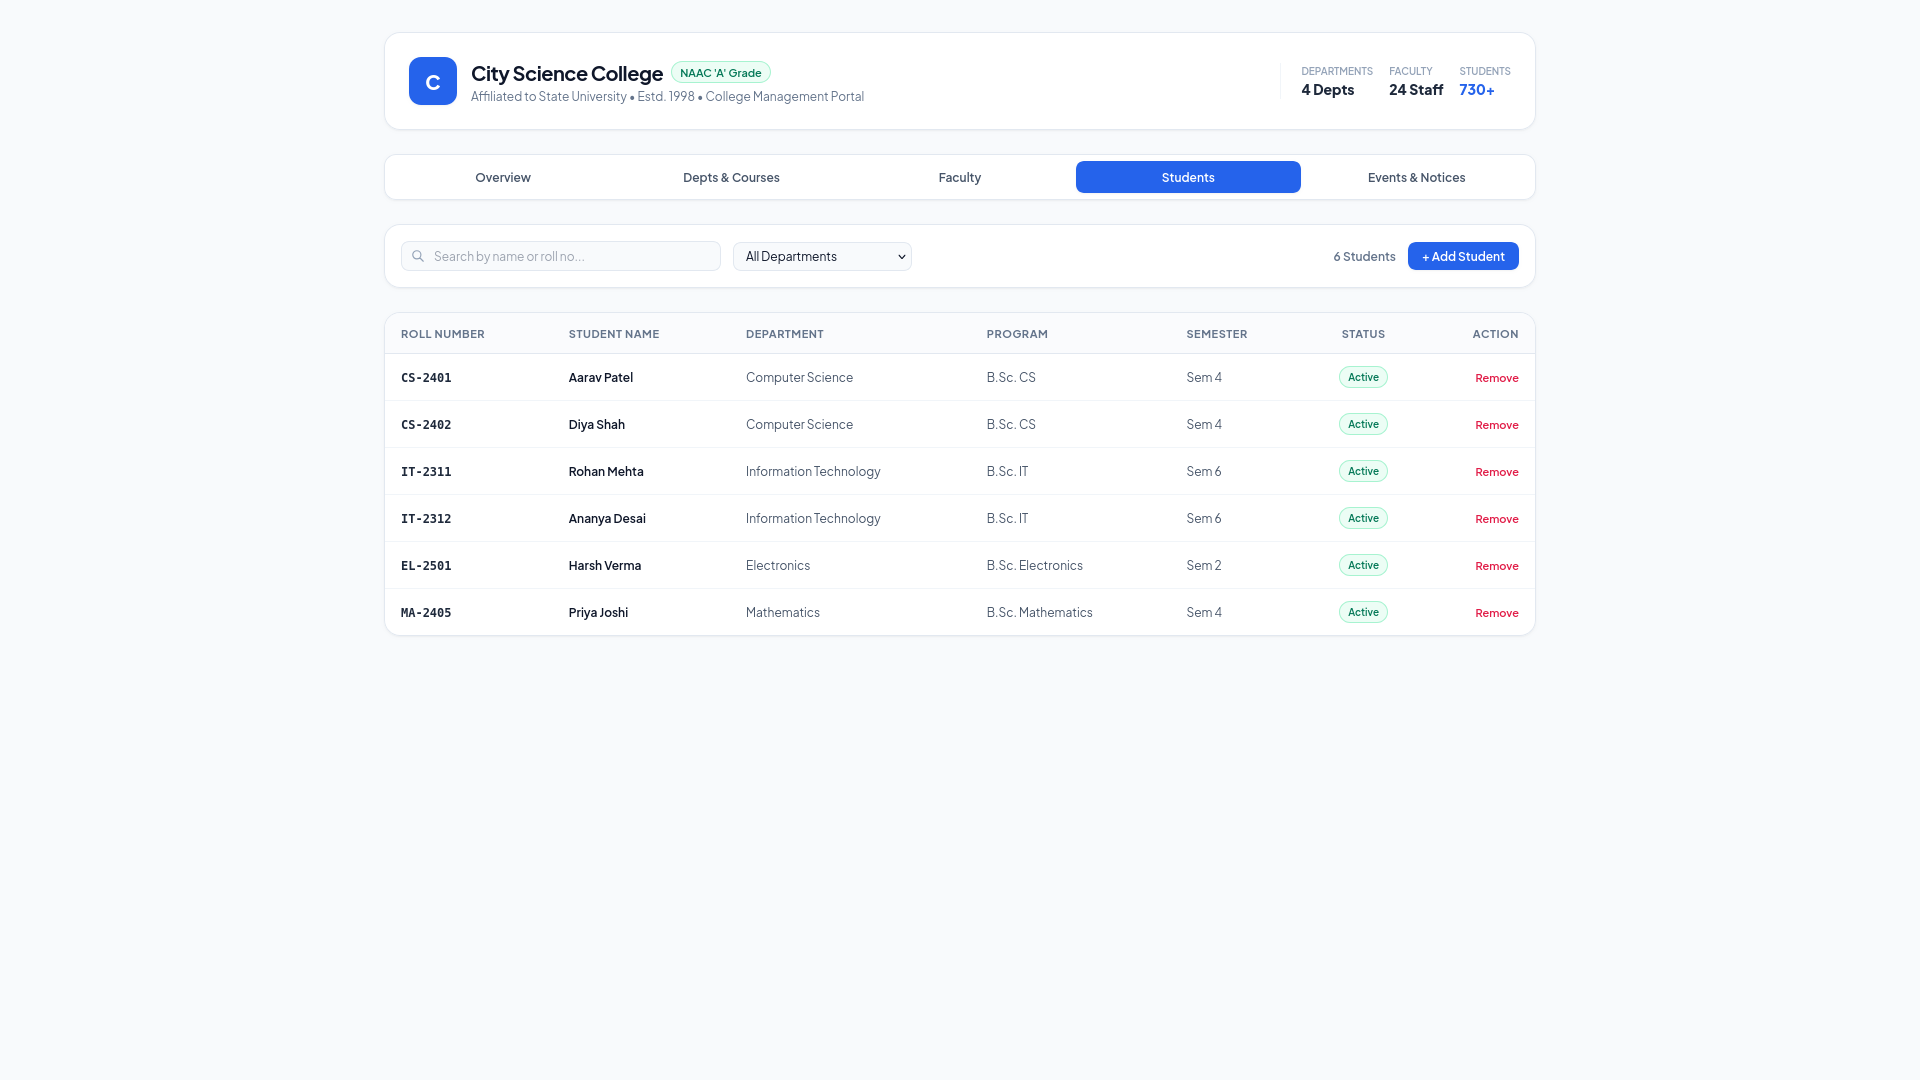 C
City Science College NAAC 'A' Grade
Affiliated to State University • Estd. 1998 • College Management Portal
DEPARTMENTS FACULTY STUDENTS
4 Depts 24 Staff 730+
Overview Depts & Courses Faculty Students Events & Notices
Search by name or roll no... All Departments 6 Students + Add Student
ROLL NUMBER STUDENT NAME DEPARTMENT PROGRAM SEMESTER STATUS ACTION
CS-2401 Aarav Patel Computer Science B.Sc. CS Sem 4 Active Remove
CS-2402 Diya Shah Computer Science B.Sc. CS Sem 4 Active Remove
IT-2311 Rohan Mehta Information Technology B.Sc. IT Sem 6 Active Remove
IT-2312 Ananya Desai Information Technology B.Sc. IT Sem 6 Active Remove
EL-2501 Harsh Verma Electronics B.Sc. Electronics Sem 2 Active Remove
MA-2405 Priya Joshi Mathematics B.Sc. Mathematics Sem 4 Active Remove